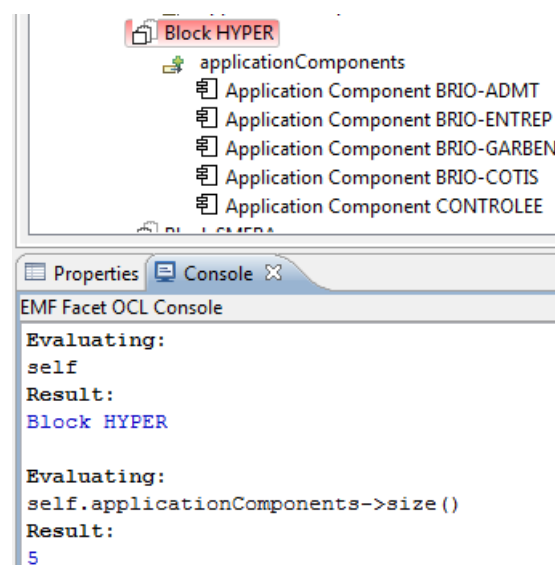 Block HYPER
applicationComponents
Application Component BRIO-ADMT
Application Component BRIO-ENTREP
Application Component BRIO-GARBEN
Application Component BRIO-COTIS
Application Component CONTROLEE
Properties Console
EMF Facet OCL Console
Evaluating:
self
Result:
Block HYPER
Evaluating:
self.applicationComponents->size()
Result:
5